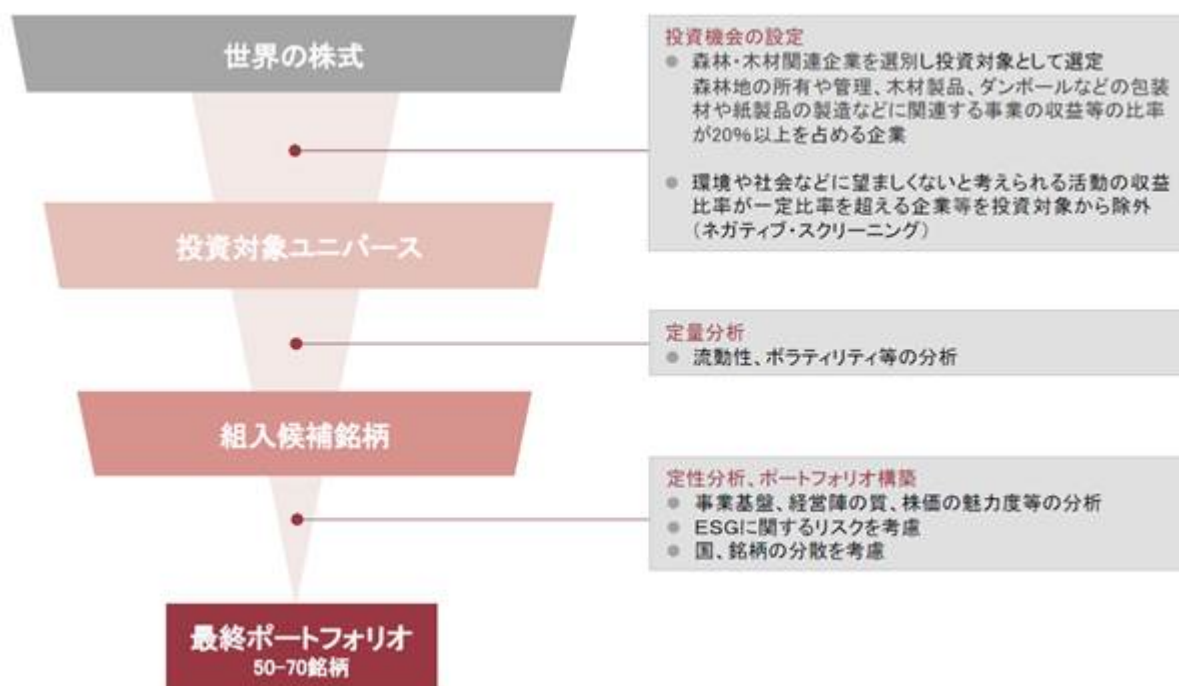 世界の株式
投資機会の設定
● 森林・木材関連企業を選別し投資対象として選定
森林地の所有や管理、木材製品、ダンボールなどの包装
材や紙製品の製造などに関連する事業の収益等の比率
が20%以上を占める企業
● 環境や社会などに望ましくないと考えられる活動の収益
比率が一定比率を超える企業等を投資対象から除外
(ネガティブ・スクリーニング)
投資対象ユニバース
定量分析
● 流動性、ボラティリティ等の分析
組入候補銘柄
定性分析、ポートフォリオ構築
● 事業基盤、経営陣の質、株価の魅力度等の分析
● ESGに関するリスクを考慮
● 国、銘柄の分散を考慮
最終ポートフォリオ
50-70銘柄